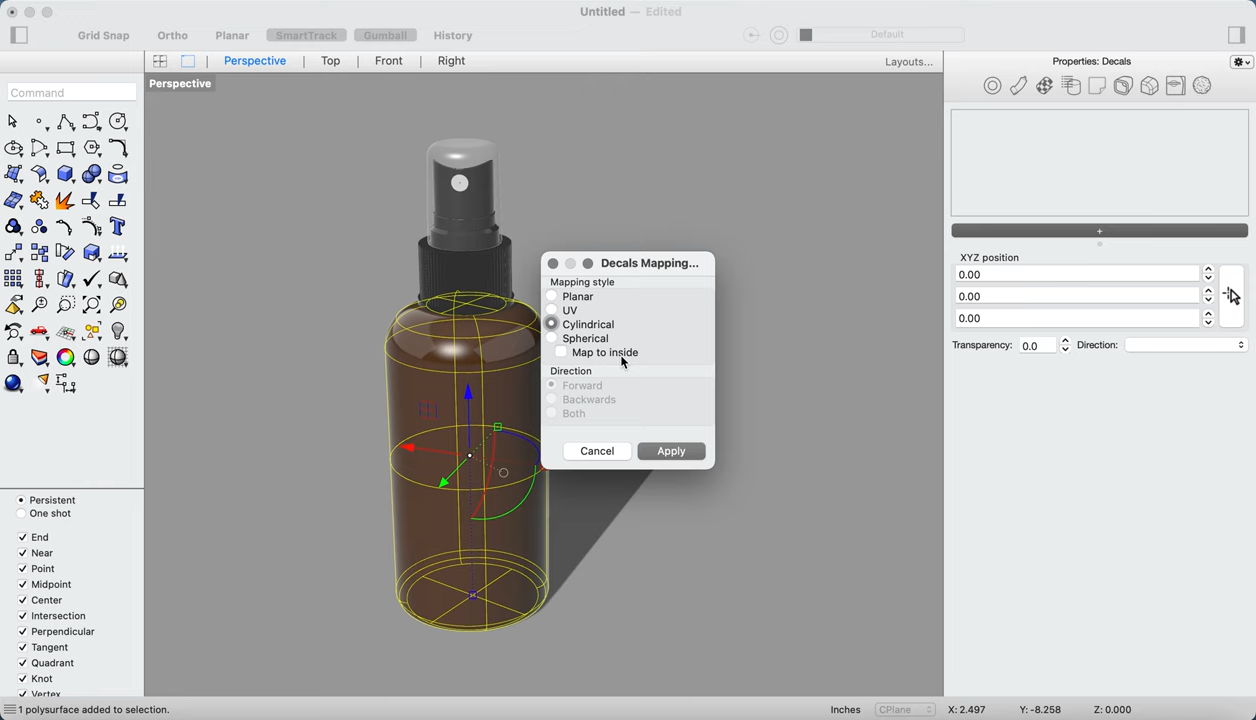 Untitled — Edited
Grid Snap Ortho Planar SmartTrack Gumball History Default
Perspective Top Front Right Layouts... Properties: Decals
Perspective
Command
Decals Mapping...
Mapping style
Planar
UV
Cylindrical
Spherical
Map to inside
Direction
Forward
Backwards
Both
Cancel Apply
+
XYZ position
0.00
0.00
0.00
Transparency: 0.0 Direction:
Persistent
One shot
End
Near
Point
Midpoint
Center
Intersection
Perpendicular
Tangent
Quadrant
Knot
Vertex
1 polysurface added to selection. Inches CPlane X: 2.497 Y: -8.258 Z: 0.000